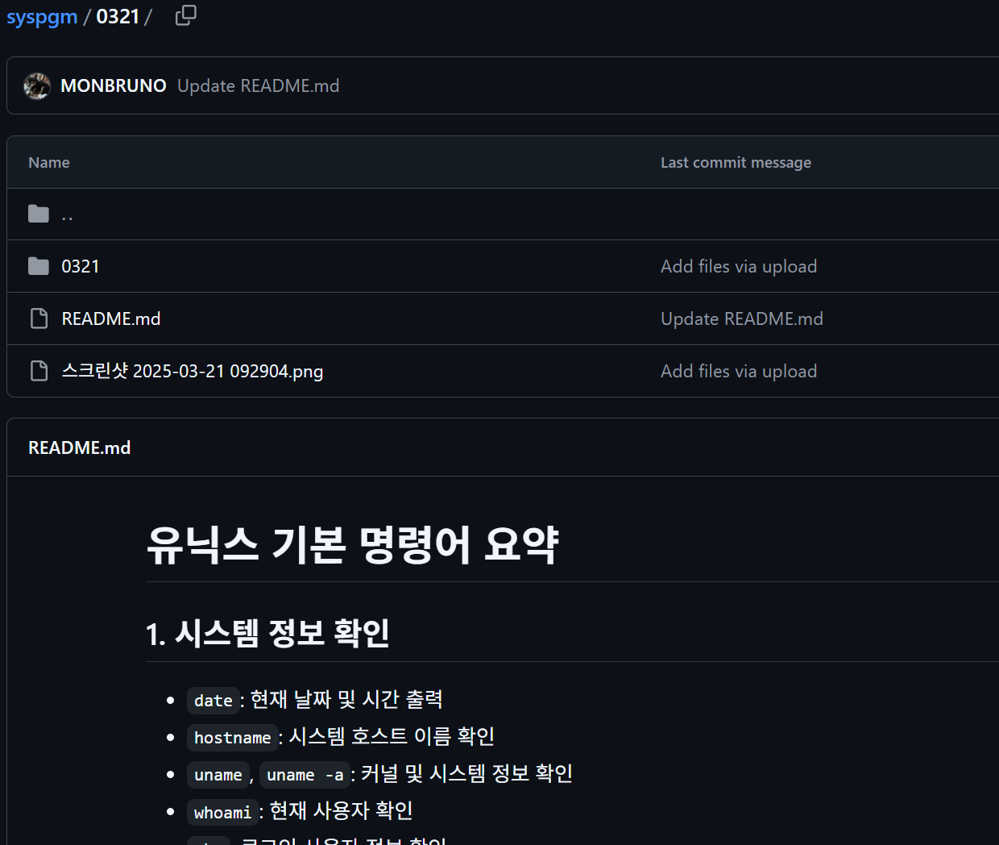 syspgm / 0321 /
MONBRUNO Update README.md
Name Last commit message
..
0321 Add files via upload
README.md Update README.md
스크린샷 2025-03-21 092904.png Add files via upload
README.md
유닉스 기본 명령어 요약
1. 시스템 정보 확인
• date : 현재 날짜 및 시간 출력
• hostname : 시스템 호스트 이름 확인
• uname , uname -a : 커널 및 시스템 정보 확인
• whoami : 현재 사용자 확인